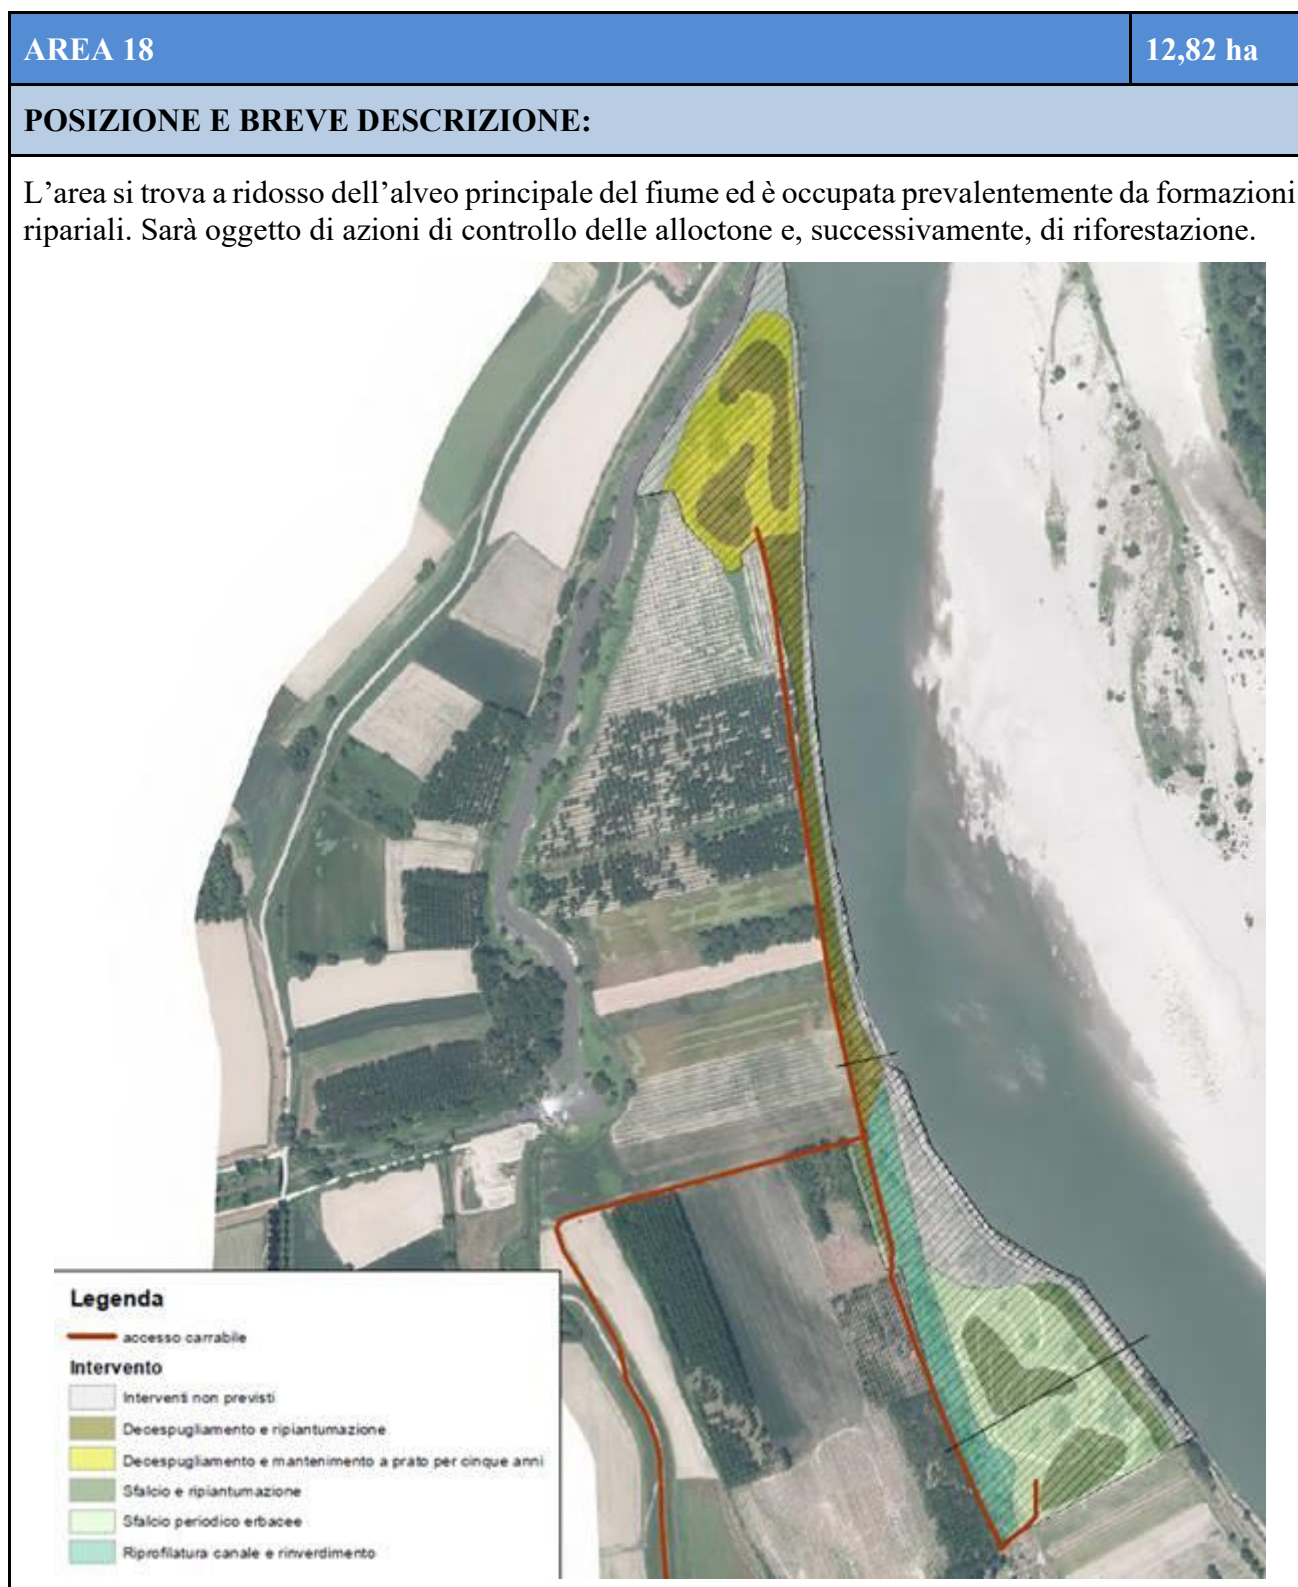 AREA 18
12,82 ha
POSIZIONE E BREVE DESCRIZIONE:
L’area si trova a ridosso dell’alveo principale del fiume ed è occupata prevalentemente da formazioni
ripariali. Sarà oggetto di azioni di controllo delle alloctone e, successivamente, di riforestazione.
Legenda
accesso carrabile
Intervento
Interventi non previsti
Decespugliamento e ripiantumazione
Decespugliamento e mantenimento a prato per cinque anni
Sfalcio e ripiantumazione
Sfalcio periodico erbacee
Riprofilatura canale e rinverdimento